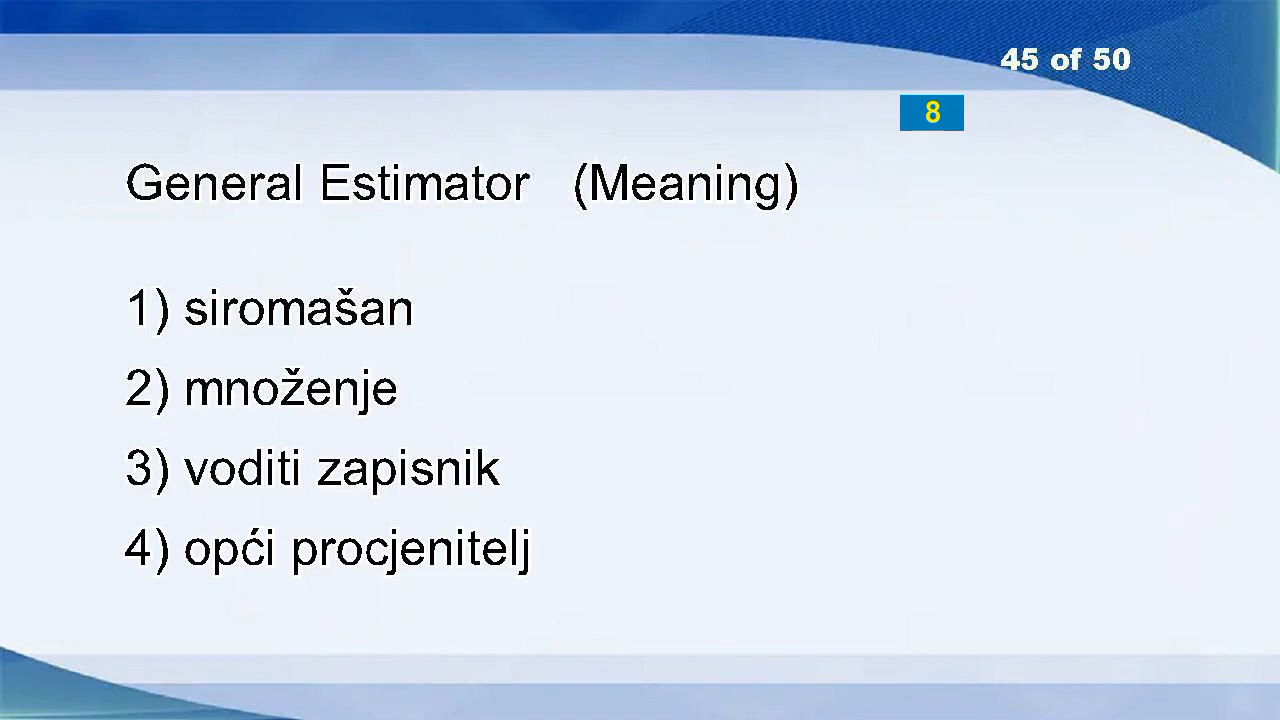 45 of 50
8
General Estimator (Meaning)
1) siromašan
2) množenje
3) voditi zapisnik
4) opći procjenitelj